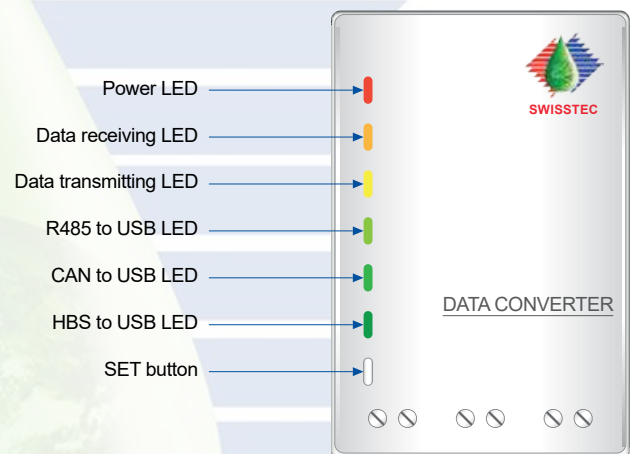 Power LED
Data receiving LED
Data transmitting LED
R485 to USB LED
CAN to USB LED
HBS to USB LED
SET button
SWISSTEC
DATA CONVERTER